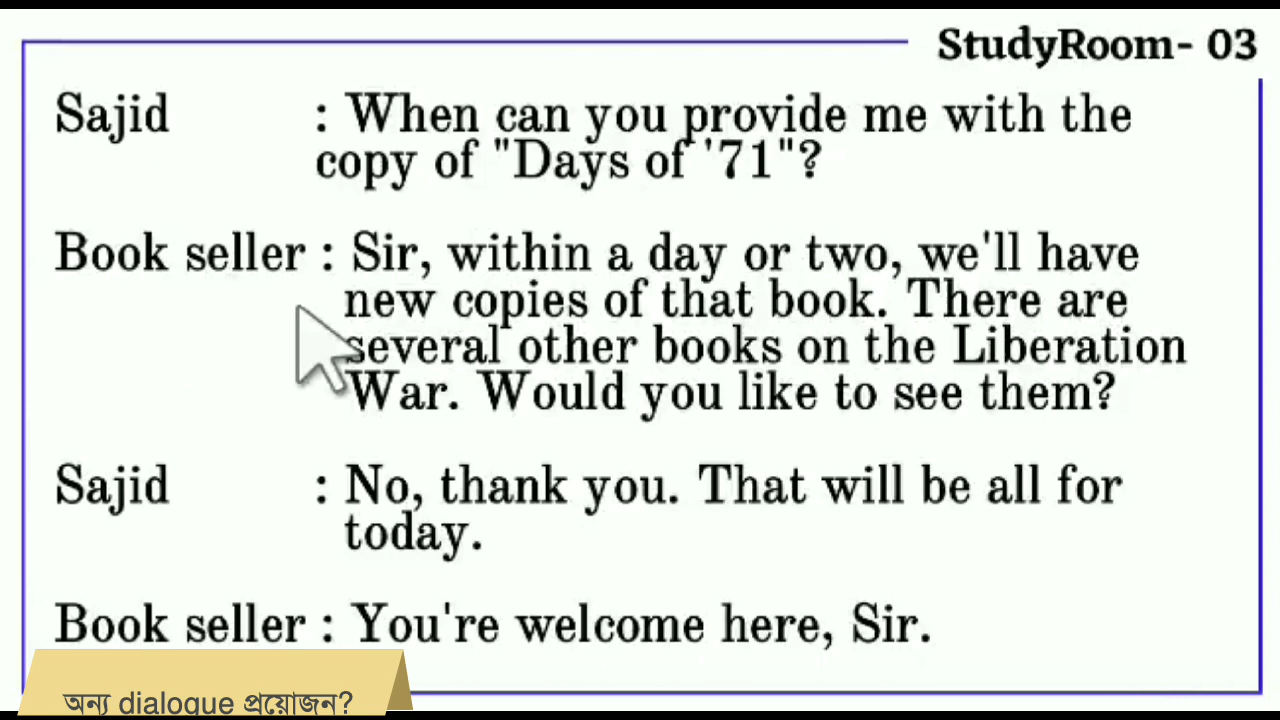 StudyRoom- 03
Sajid : When can you provide me with the
copy of "Days of '71"?
Book seller : Sir, within a day or two, we'll have
new copies of that book. There are
several other books on the Liberation
War. Would you like to see them?
Sajid : No, thank you. That will be all for
today.
Book seller : You're welcome here, Sir.
অন্য dialogue প্রয়োজন?